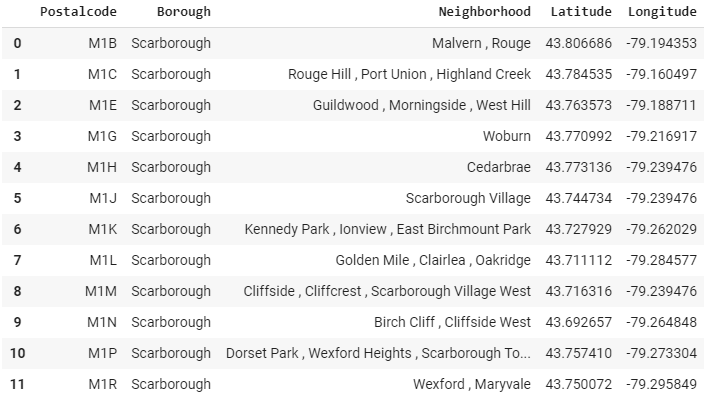 Postalcode Borough Neighborhood Latitude Longitude
0 M1B Scarborough Malvern , Rouge 43.806686 -79.194353
1 M1C Scarborough Rouge Hill , Port Union , Highland Creek 43.784535 -79.160497
2 M1E Scarborough Guildwood , Morningside , West Hill 43.763573 -79.188711
3 M1G Scarborough Woburn 43.770992 -79.216917
4 M1H Scarborough Cedarbrae 43.773136 -79.239476
5 M1J Scarborough Scarborough Village 43.744734 -79.239476
6 M1K Scarborough Kennedy Park , Ionview , East Birchmount Park 43.727929 -79.262029
7 M1L Scarborough Golden Mile , Clairlea , Oakridge 43.711112 -79.284577
8 M1M Scarborough Cliffside , Cliffcrest , Scarborough Village West 43.716316 -79.239476
9 M1N Scarborough Birch Cliff , Cliffside West 43.692657 -79.264848
10 M1P Scarborough Dorset Park , Wexford Heights , Scarborough To... 43.757410 -79.273304
11 M1R Scarborough Wexford , Maryvale 43.750072 -79.295849